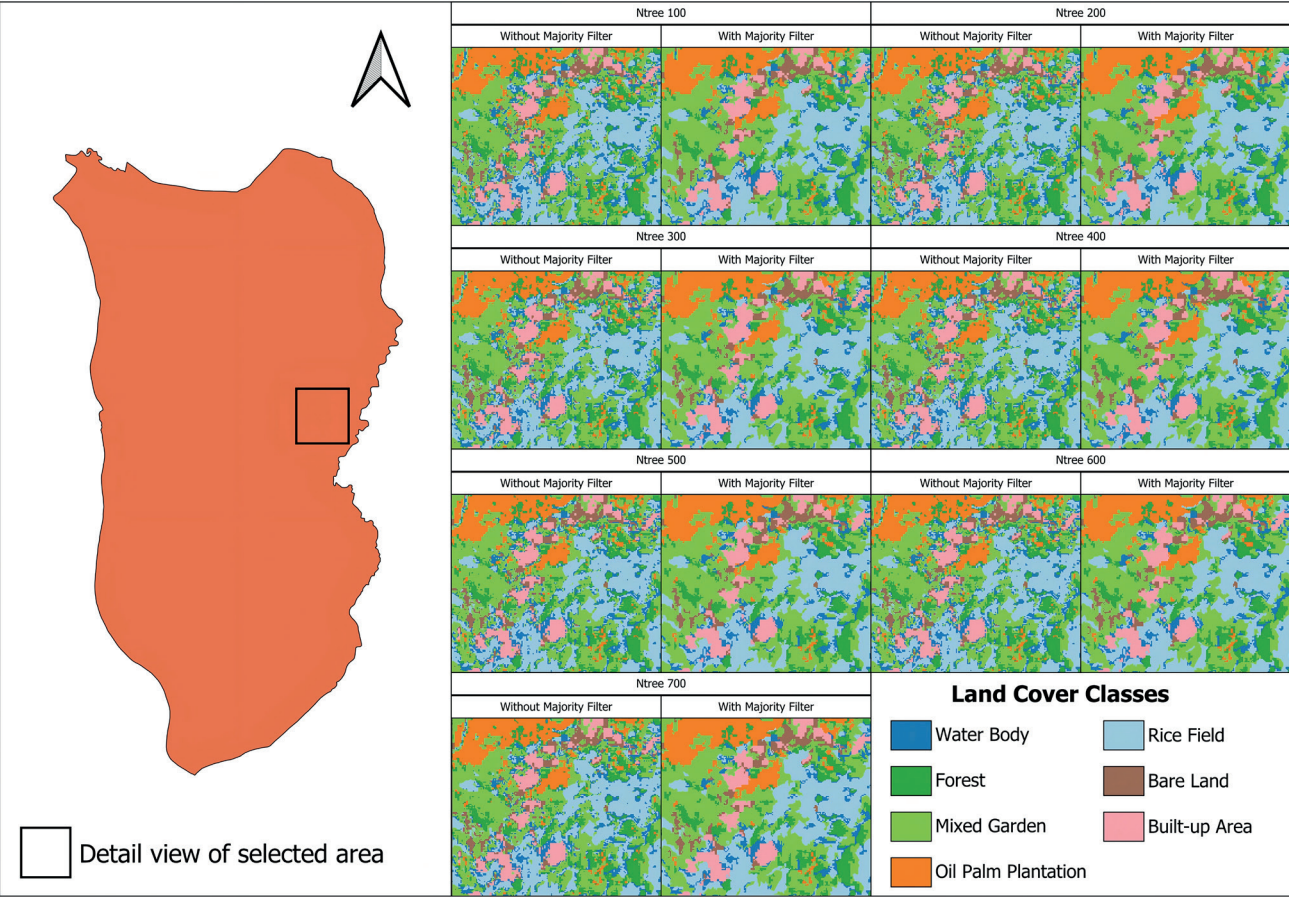 Ntree 100
Ntree 200
Without Majority Filter
With Majority Filter
Without Majority Filter
With Majority Filter
Ntree 300
Ntree 400
Without Majority Filter
With Majority Filter
Without Majority Filter
With Majority Filter
Ntree 500
Ntree 600
Without Majority Filter
With Majority Filter
Without Majority Filter
With Majority Filter
Ntree 700
Without Majority Filter
With Majority Filter
Land Cover Classes
Water Body
Rice Field
Forest
Bare Land
Mixed Garden
Built-up Area
Oil Palm Plantation
Detail view of selected area